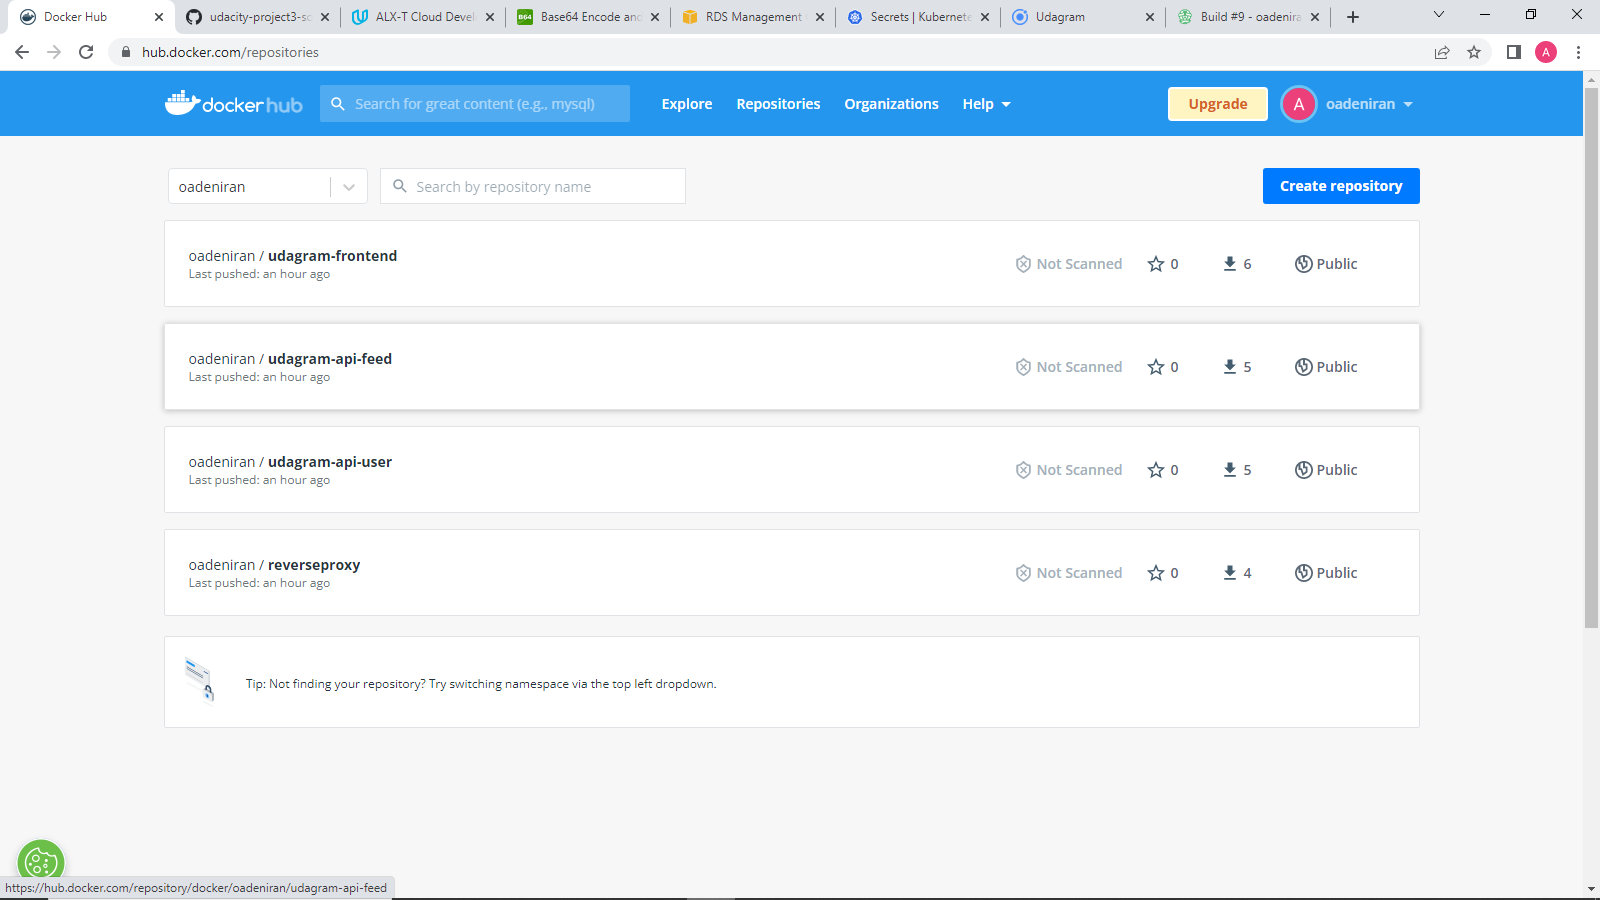 Docker Hub
udacity-project3-sc
ALX-T Cloud Devel
B64 Base64 Encode and
RDS Management
Secrets | Kubernete
Udagram
Build #9 - oadenira
hub.docker.com/repositories
A
docker hub
Search for great content (e.g., mysql)
Explore
Repositories
Organizations
Help
Upgrade
A
oadeniran
oadeniran
Search by repository name
Create repository
oadeniran / udagram-frontend
Last pushed: an hour ago
Not Scanned
0
6
Public
oadeniran / udagram-api-feed
Last pushed: an hour ago
Not Scanned
0
5
Public
oadeniran / udagram-api-user
Last pushed: an hour ago
Not Scanned
0
5
Public
oadeniran / reverseproxy
Last pushed: an hour ago
Not Scanned
0
4
Public
Tip: Not finding your repository? Try switching namespace via the top left dropdown.
https://hub.docker.com/repository/docker/oadeniran/udagram-api-feed